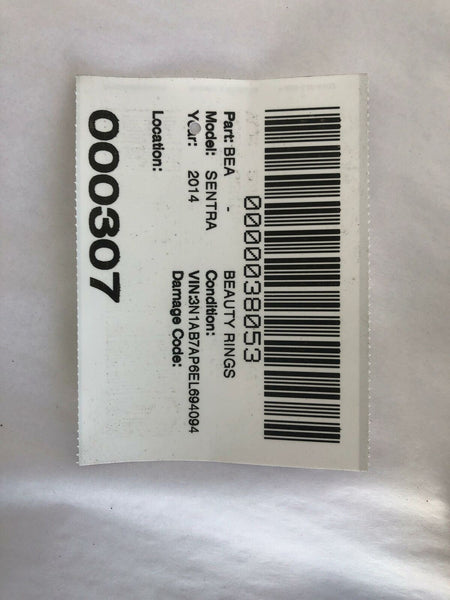 0000038053
Part: BEA - BEAUTY RINGS
Model: SENTRA Condition:
Year: 2014 VIN:3N1AB7AP6EL694094
Damage Code:
Location:
000307